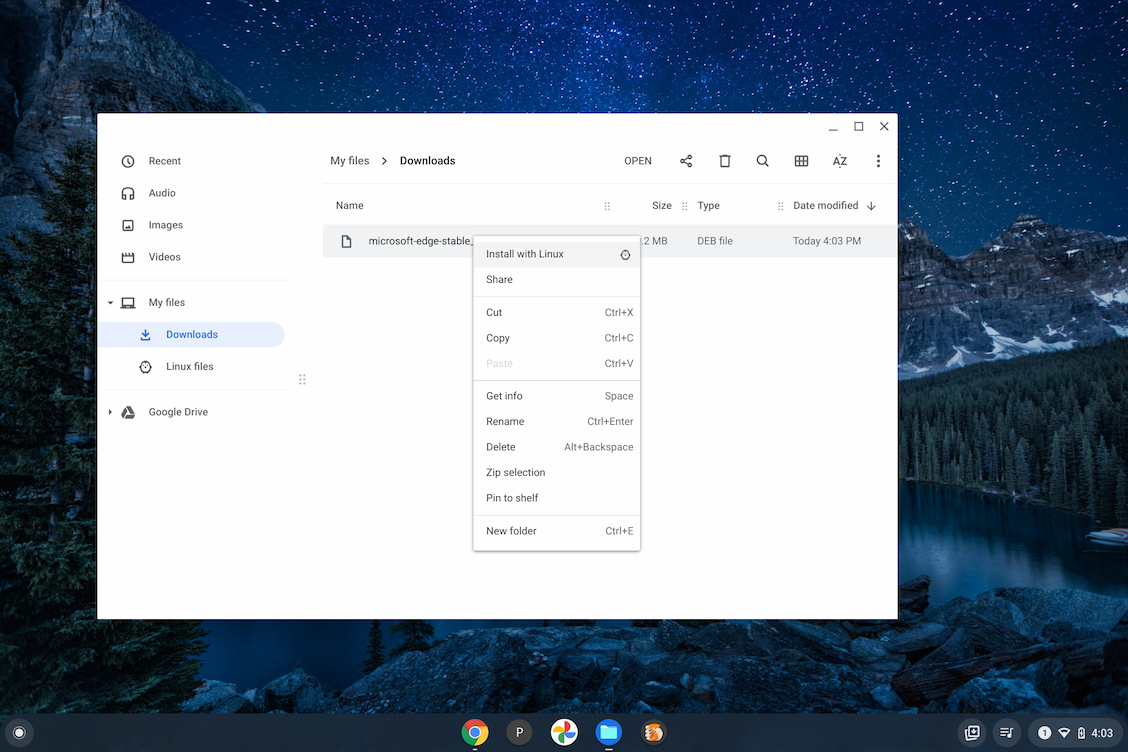 Recent
Audio
Images
Videos
My files
Downloads
Linux files
Google Drive
My files > Downloads
OPEN
AZ
Name
Size
Type
Date modified
microsoft-edge-stable_
.2 MB
DEB file
Today 4:03 PM
Install with Linux
Share
Cut Ctrl+X
Copy Ctrl+C
Paste Ctrl+V
Get info Space
Rename Ctrl+Enter
Delete Alt+Backspace
Zip selection
Pin to shelf
New folder Ctrl+E
P
1
4:03